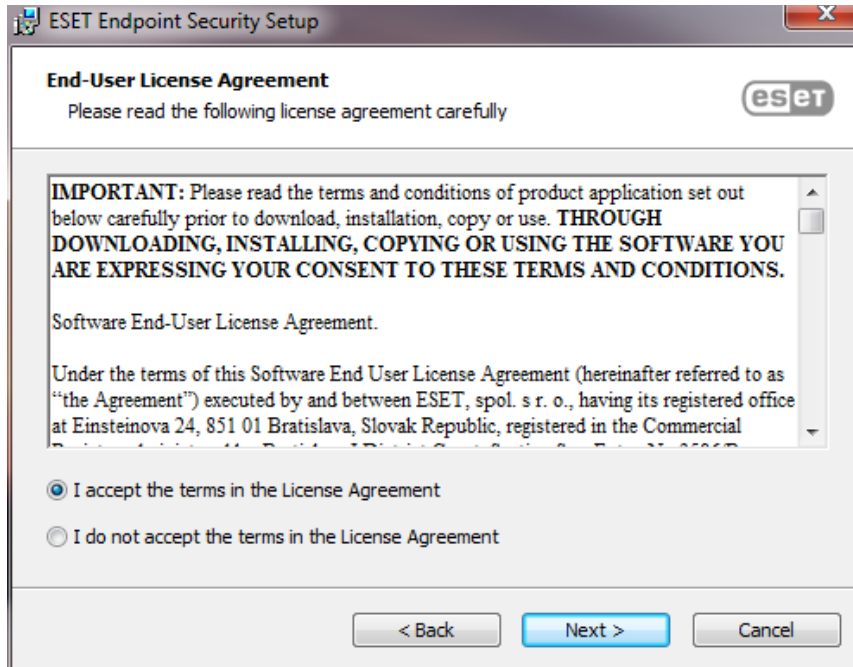 ESET Endpoint Security Setup
End-User License Agreement
Please read the following license agreement carefully
eseT
IMPORTANT: Please read the terms and conditions of product application set out
below carefully prior to download, installation, copy or use. THROUGH
DOWNLOADING, INSTALLING, COPYING OR USING THE SOFTWARE YOU
ARE EXPRESSING YOUR CONSENT TO THESE TERMS AND CONDITIONS.
Software End-User License Agreement.
Under the terms of this Software End User License Agreement (hereinafter referred to as
“the Agreement”) executed by and between ESET, spol. s r. o., having its registered office
at Einsteinova 24, 851 01 Bratislava, Slovak Republic, registered in the Commercial
I accept the terms in the License Agreement
I do not accept the terms in the License Agreement
< Back Next > Cancel